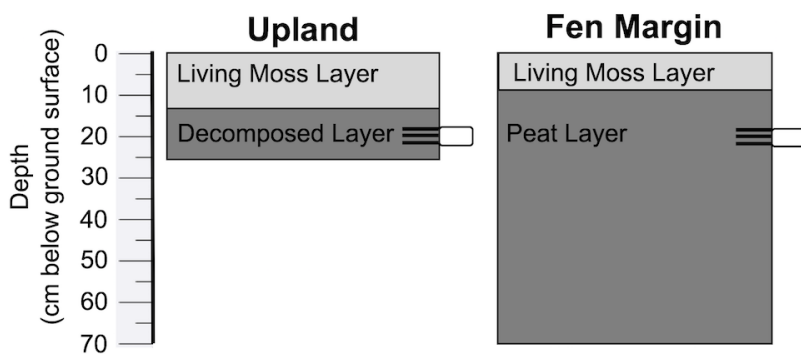 Upland
Fen Margin
Depth
(cm below ground surface)
0
10
20
30
40
50
60
70
Living Moss Layer
Decomposed Layer
Living Moss Layer
Peat Layer